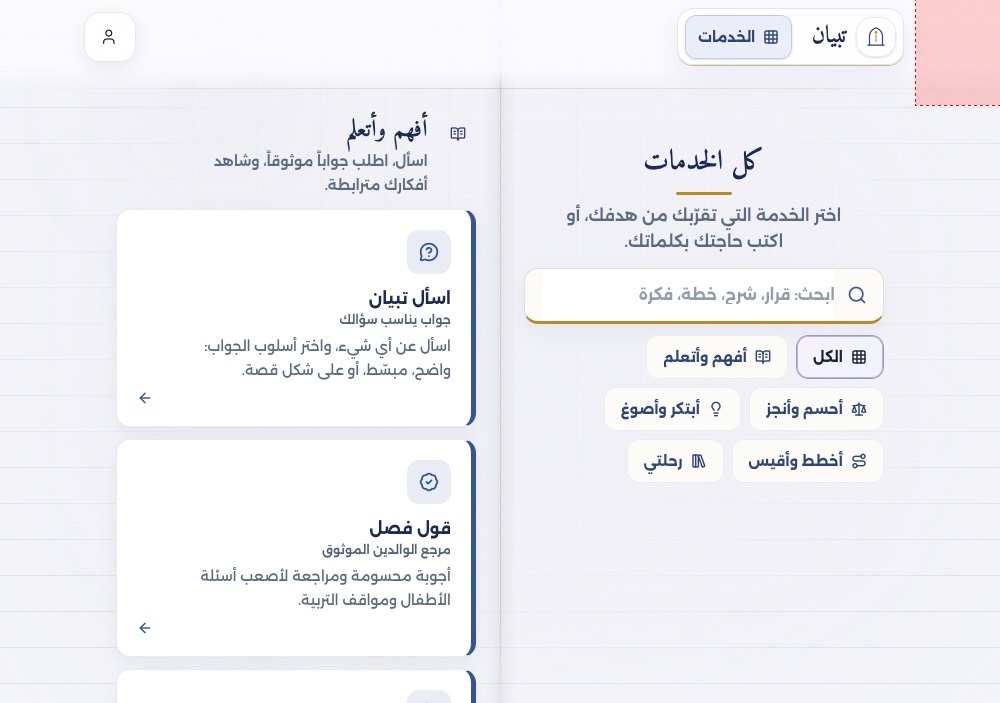 تبيان
الخدمات
كل الخدمات
اختر الخدمة التي تقرّبك من هدفك، أو
اكتب حاجتك بكلماتك.
ابحث: قرار، شرح، خطة، فكرة
الكل
أفهم وأتعلم
أحسم وأنجز
أبتكر وأصوغ
أخطط وأقيس
رحلتي
أفهم وأتعلم
اسأل، اطلب جواباً موثوقاً، وشاهد
أفكارك مترابطة.
اسأل تبيان
جواب يناسب سؤالك
اسأل عن أي شيء، واختر أسلوب الجواب:
واضح، مبسّط، أو على شكل قصة.
قول فصل
مرجع الوالدين الموثوق
أجوبة محسومة ومراجعة لأصعب أسئلة
الأطفال ومواقف التربية.